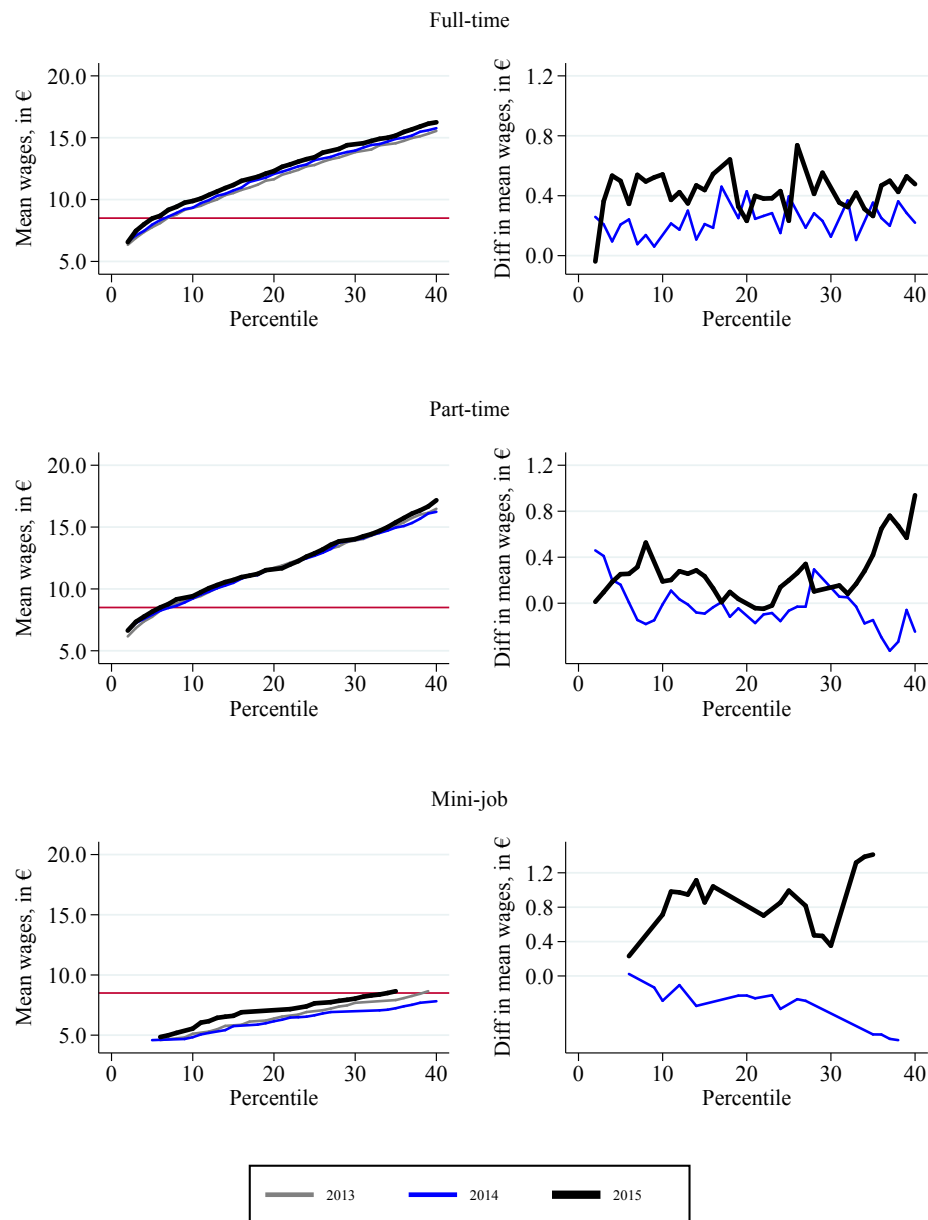 Full-time
Mean wages, in €
20.0
15.0
10.0
5.0
0 10 20 30 40
Percentile
Diff in mean wages, in €
1.2
0.8
0.4
0.0
0 10 20 30 40
Percentile
Part-time
Mean wages, in €
20.0
15.0
10.0
5.0
0 10 20 30 40
Percentile
Diff in mean wages, in €
1.2
0.8
0.4
0.0
0 10 20 30 40
Percentile
Mini-job
Mean wages, in €
20.0
15.0
10.0
5.0
0 10 20 30 40
Percentile
Diff in mean wages, in €
1.2
0.8
0.4
0.0
0 10 20 30 40
Percentile
2013 2014 2015